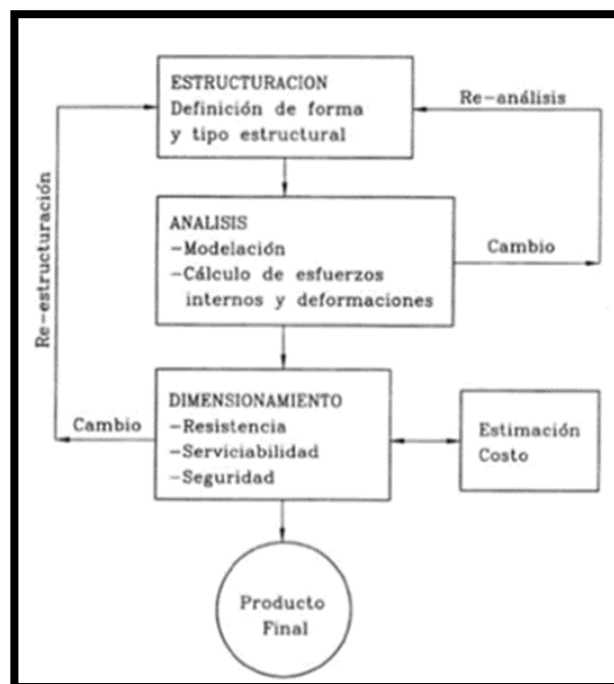 ESTRUCTURACION
Definición de forma
y tipo estructural
Re-análisis
ANALISIS
-Modelación
-Cálculo de esfuerzos
internos y deformaciones
Cambio
Re-estructuración
DIMENSIONAMIENTO
-Resistencia
-Serviciabilidad
-Seguridad
Cambio
Estimación
Costo
Producto
Final